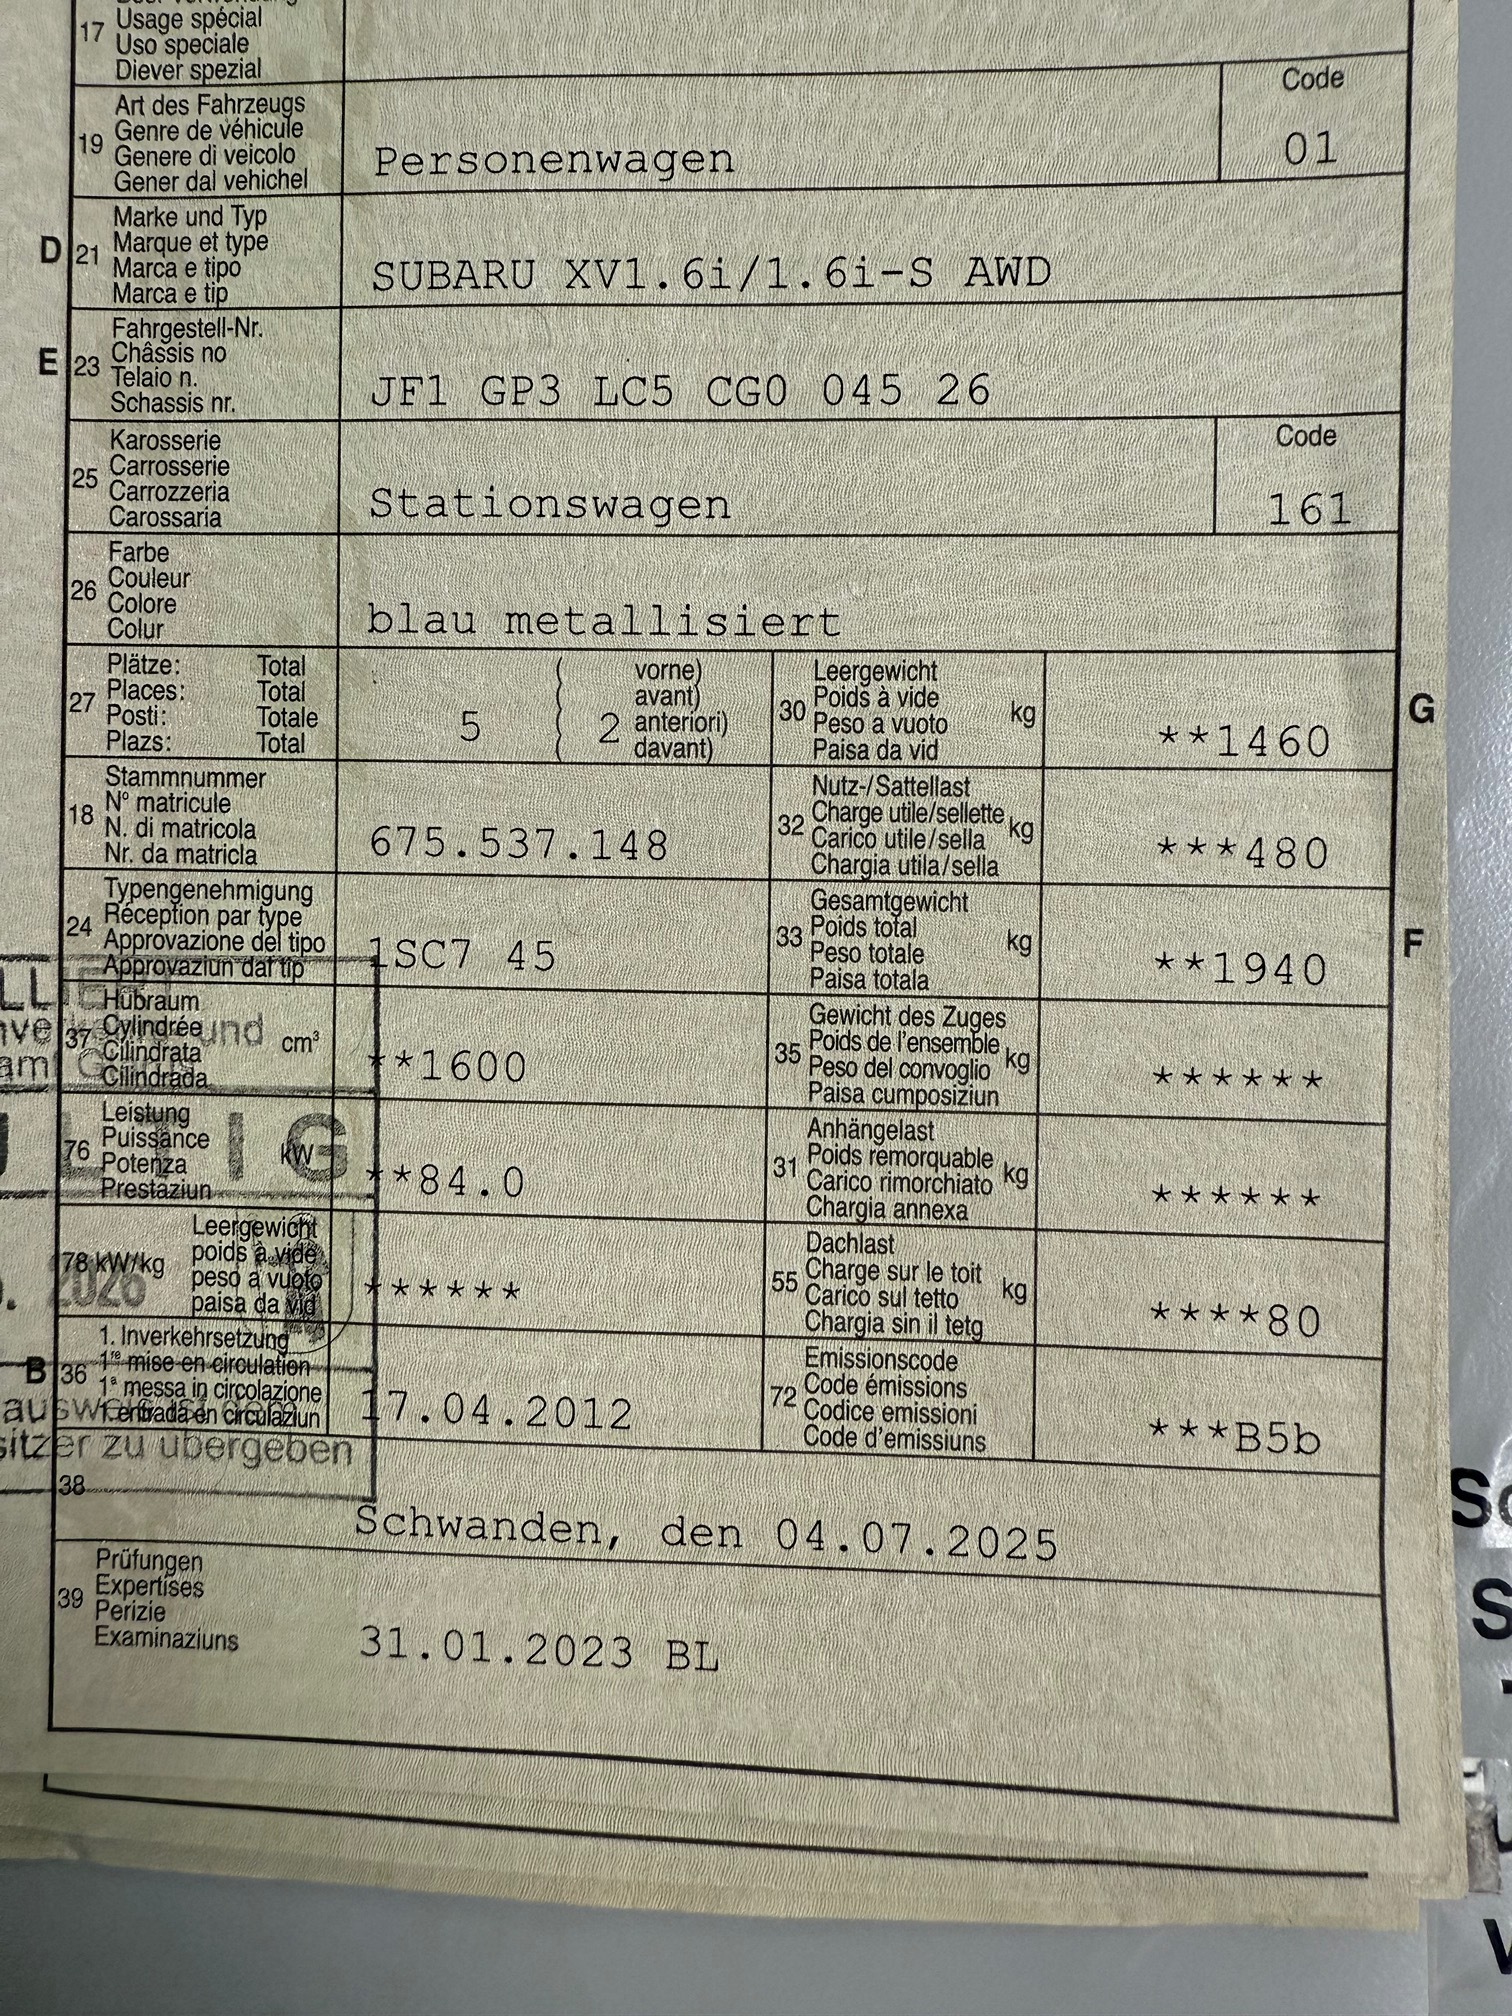 17
Usage spécial
Uso speciale
Diever spezial
19
Art des Fahrzeugs
Genre de véhicule
Genere di veicolo
Gener dal vehichel
Personenwagen
Code
01
D
21
Marke und Typ
Marque et type
Marca e tipo
Marca e tip
SUBARU XV1.6i/1.6i-S AWD
E
23
Fahrgestell-Nr.
Châssis no
Telaio n.
Schassis nr.
JF1 GP3 LC5 CG0 045 26
25
Karosserie
Carrosserie
Carrozzeria
Carossaria
Stationswagen
Code
161
26
Farbe
Couleur
Colore
Colur
blau metallisiert
27
Plätze: Total
Places: Total
Posti: Totale
Plazs: Total
5
( vorne)
( avant)
( 2 anteriori)
( davant)
30
Leergewicht
Poids à vide
Peso a vuoto
Paisa da vid
kg
**1460
G
18
Stammnummer
N° matricule
N. di matricola
Nr. da matricla
675.537.148
32
Nutz-/Sattellast
Charge utile/sellette
Carico utile/sella
Chargia utila/sella
kg
***480
24
Typengenehmigung
Réception par type
Approvazione del tipo
Approvaziun dal tip
1SC7 45
33
Gesamtgewicht
Poids total
Peso totale
Paisa totala
kg
**1940
F
37
Hubraum
Cylindrée
Cilindrata
Cilindrada
cm³
**1600
35
Gewicht des Zuges
Poids de l'ensemble
Peso del convoglio
Paisa cumposiziun
kg
******
76
Leistung
Puissance
Potenza
Prestaziun
kW
**84.0
31
Anhängelast
Poids remorquable
Carico rimorchiato
Chargia annexa
kg
******
78 kW/kg
Leergewicht
poids à vide
peso a vuoto
paisa da vid
******
55
Dachlast
Charge sur le toit
Carico sul tetto
Chargia sin il tetg
kg
****80
B
36
1. Inverkehrsetzung
1re mise en circulation
1a messa in circolazione
1. entrada en circulaziun
17.04.2012
72
Emissionscode
Code émissions
Codice emissioni
Code d'emissiuns
***B5b
38
Schwanden, den 04.07.2025
39
Prüfungen
Expertises
Perizie
Examinaziuns
31.01.2023 BL
und
LTIG
2026
sitzer zu übergeben